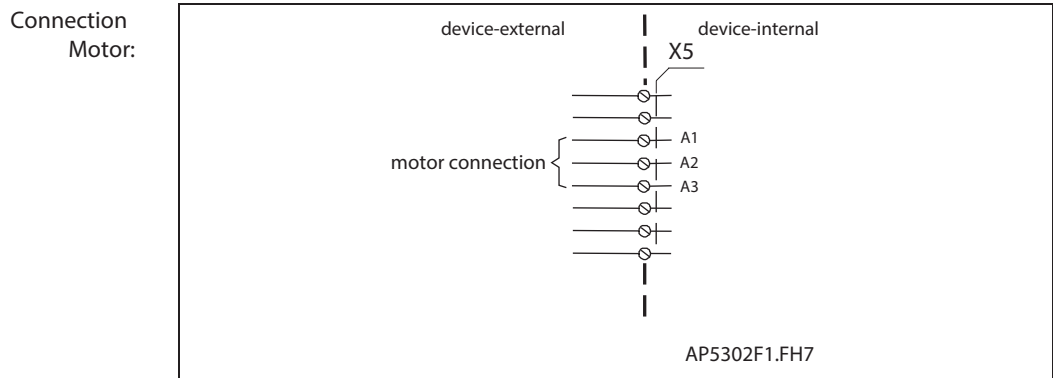 Connection
Motor:
device-external
device-internal
X5
A1
motor connection
A2
A3
AP5302F1.FH7